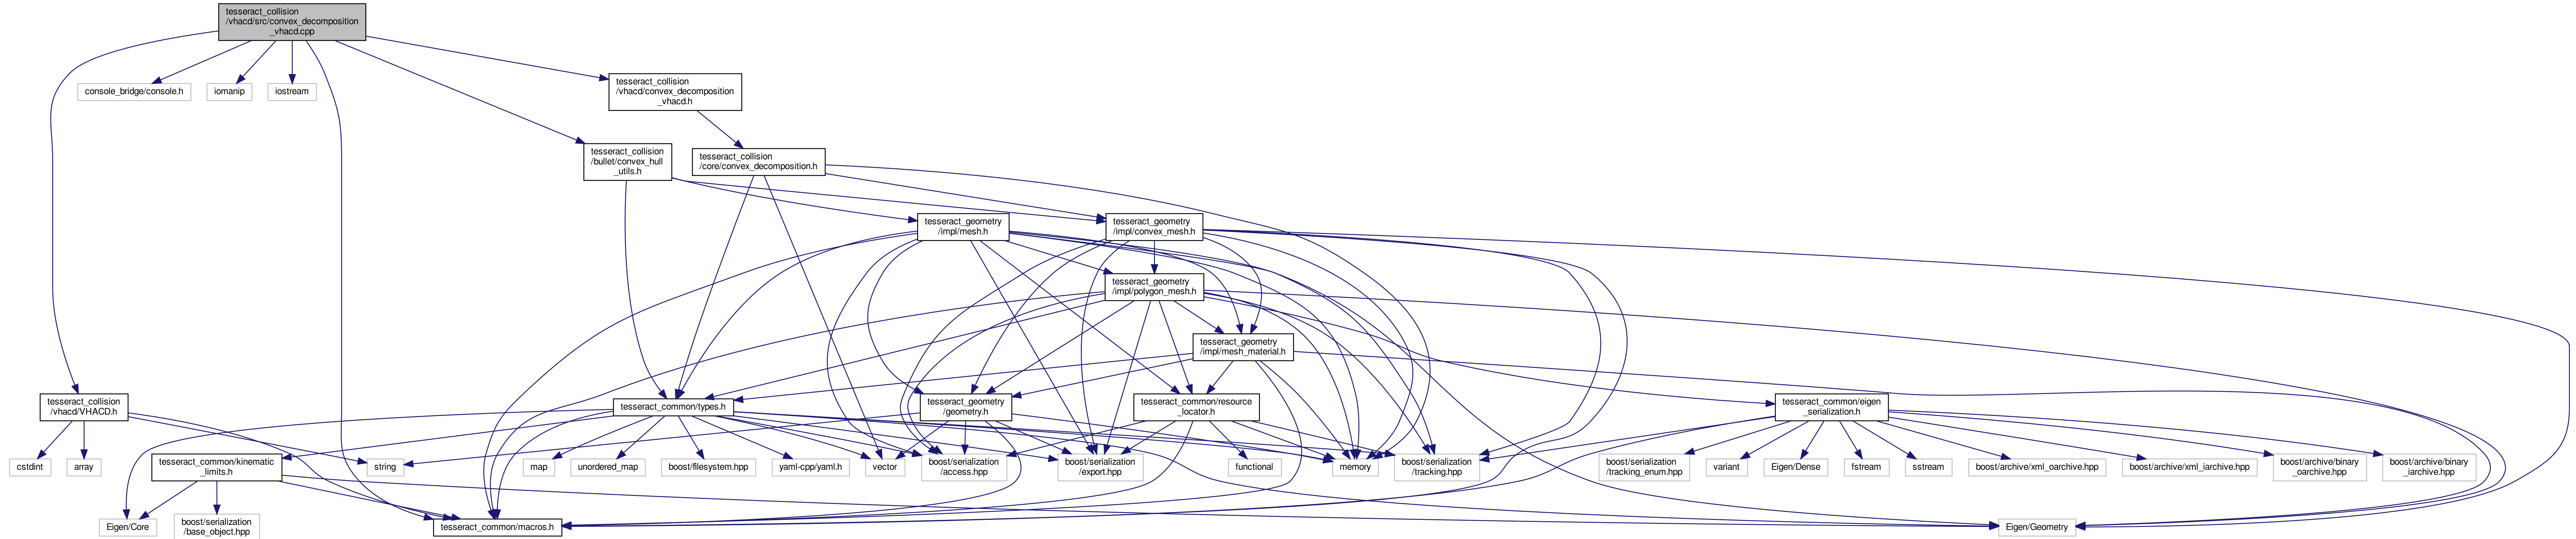 tesseract_collision
/vhacd/src/convex_decomposition
_vhacd.cpp
console_bridge/console.h
iomanip
iostream
tesseract_collision
/vhacd/convex_decomposition
_vhacd.h
tesseract_collision
/bullet/convex_hull
_utils.h
tesseract_collision
/core/convex_decomposition.h
tesseract_geometry
/impl/mesh.h
tesseract_geometry
/impl/convex_mesh.h
tesseract_geometry
/impl/polygon_mesh.h
tesseract_geometry
/impl/mesh_material.h
tesseract_collision
/vhacd/VHACD.h
tesseract_common/types.h
tesseract_geometry
/geometry.h
tesseract_common/resource
_locator.h
tesseract_common/eigen
_serialization.h
cstdint
array
tesseract_common/kinematic
_limits.h
string
map
unordered_map
boost/filesystem.hpp
yaml-cpp/yaml.h
vector
boost/serialization
/access.hpp
boost/serialization
/export.hpp
functional
memory
boost/serialization
/tracking.hpp
boost/serialization
/tracking_enum.hpp
variant
Eigen/Dense
fstream
sstream
boost/archive/xml_oarchive.hpp
boost/archive/xml_iarchive.hpp
boost/archive/binary
_oarchive.hpp
boost/archive/binary
_iarchive.hpp
Eigen/Core
boost/serialization
/base_object.hpp
tesseract_common/macros.h
Eigen/Geometry